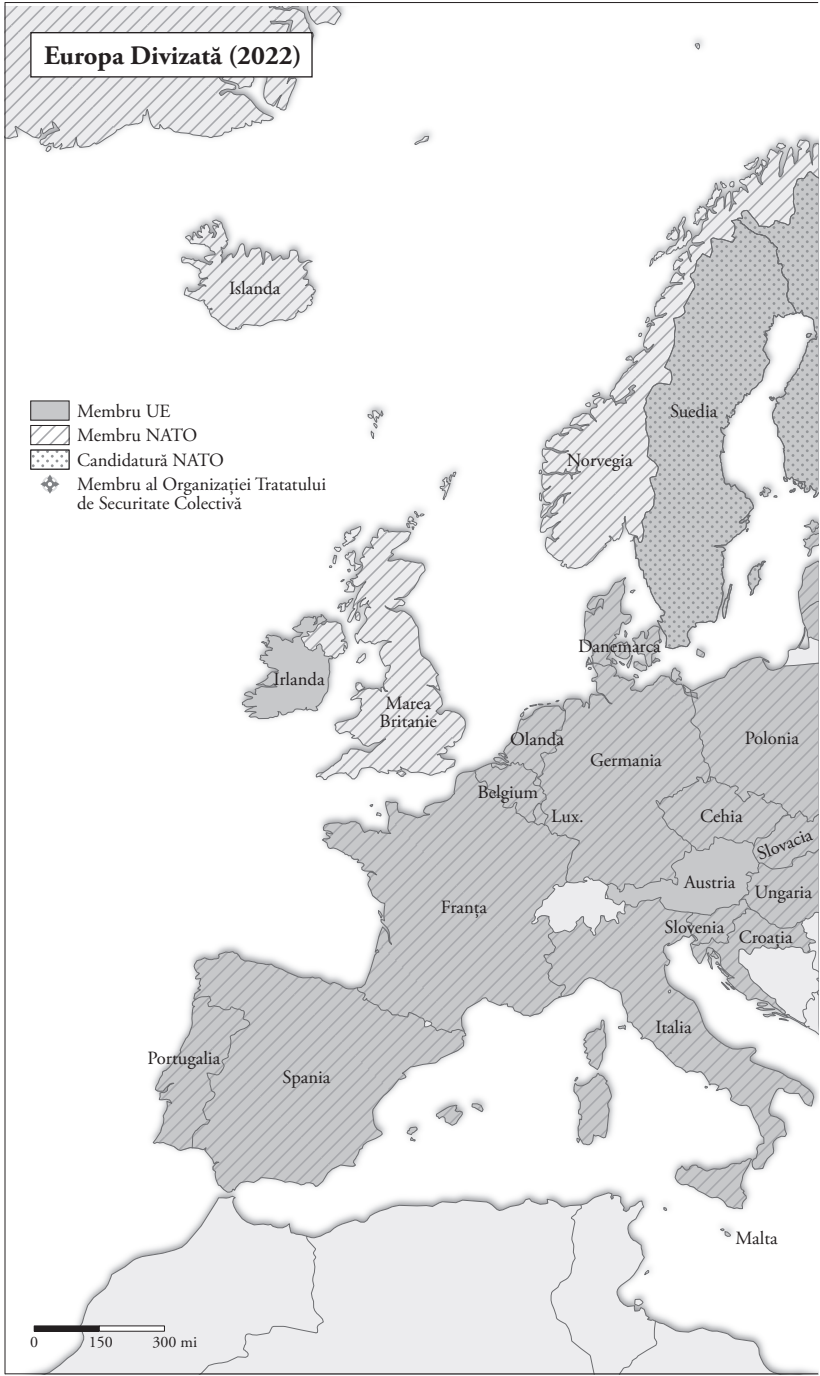 Europa Divizată (2022)
Islanda
Membru UE
Membru NATO
Candidatură NATO
Membru al Organizației Tratatului
de Securitate Colectivă
Suedia
Norvegia
Danemarca
Irlanda
Marea
Britanie
Olanda
Polonia
Germania
Belgium
Lux.
Cehia
Slovacia
Austria
Ungaria
Franța
Slovenia
Croația
Italia
Portugalia
Spania
Malta
0 150 300 mi